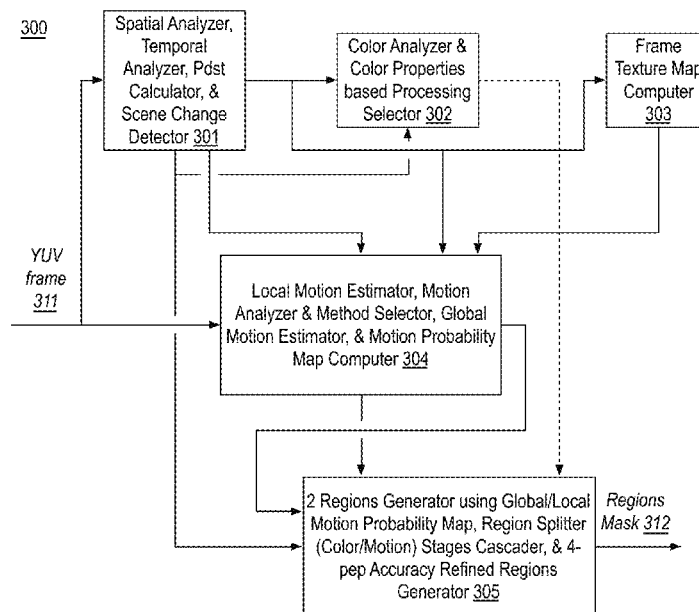 300
Spatial Analyzer,
Temporal
Analyzer, Pdst
Calculator, &
Scene Change
Detector 301
Color Analyzer &
Color Properties
based Processing
Selector 302
Frame
Texture Map
Computer
303
YUV
frame
311
Local Motion Estimator, Motion
Analyzer & Method Selector, Global
Motion Estimator, & Motion Probability
Map Computer 304
2 Regions Generator using Global/Local
Motion Probability Map, Region Splitter
(Color/Motion) Stages Cascader, & 4-
pep Accuracy Refined Regions
Generator 305
Regions
Mask 312